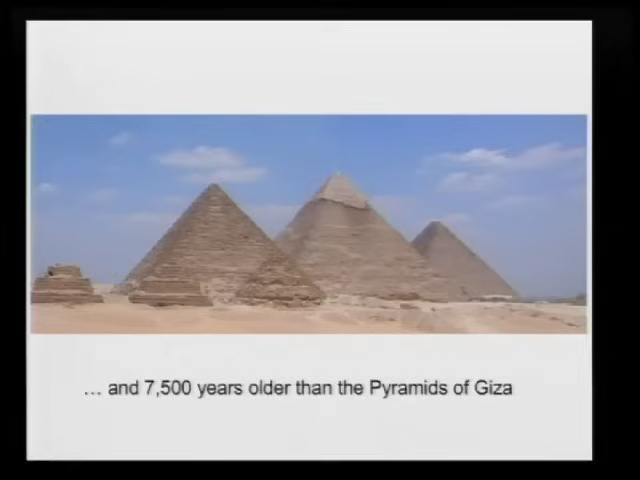 ... and 7,500 years older than the Pyramids of Giza